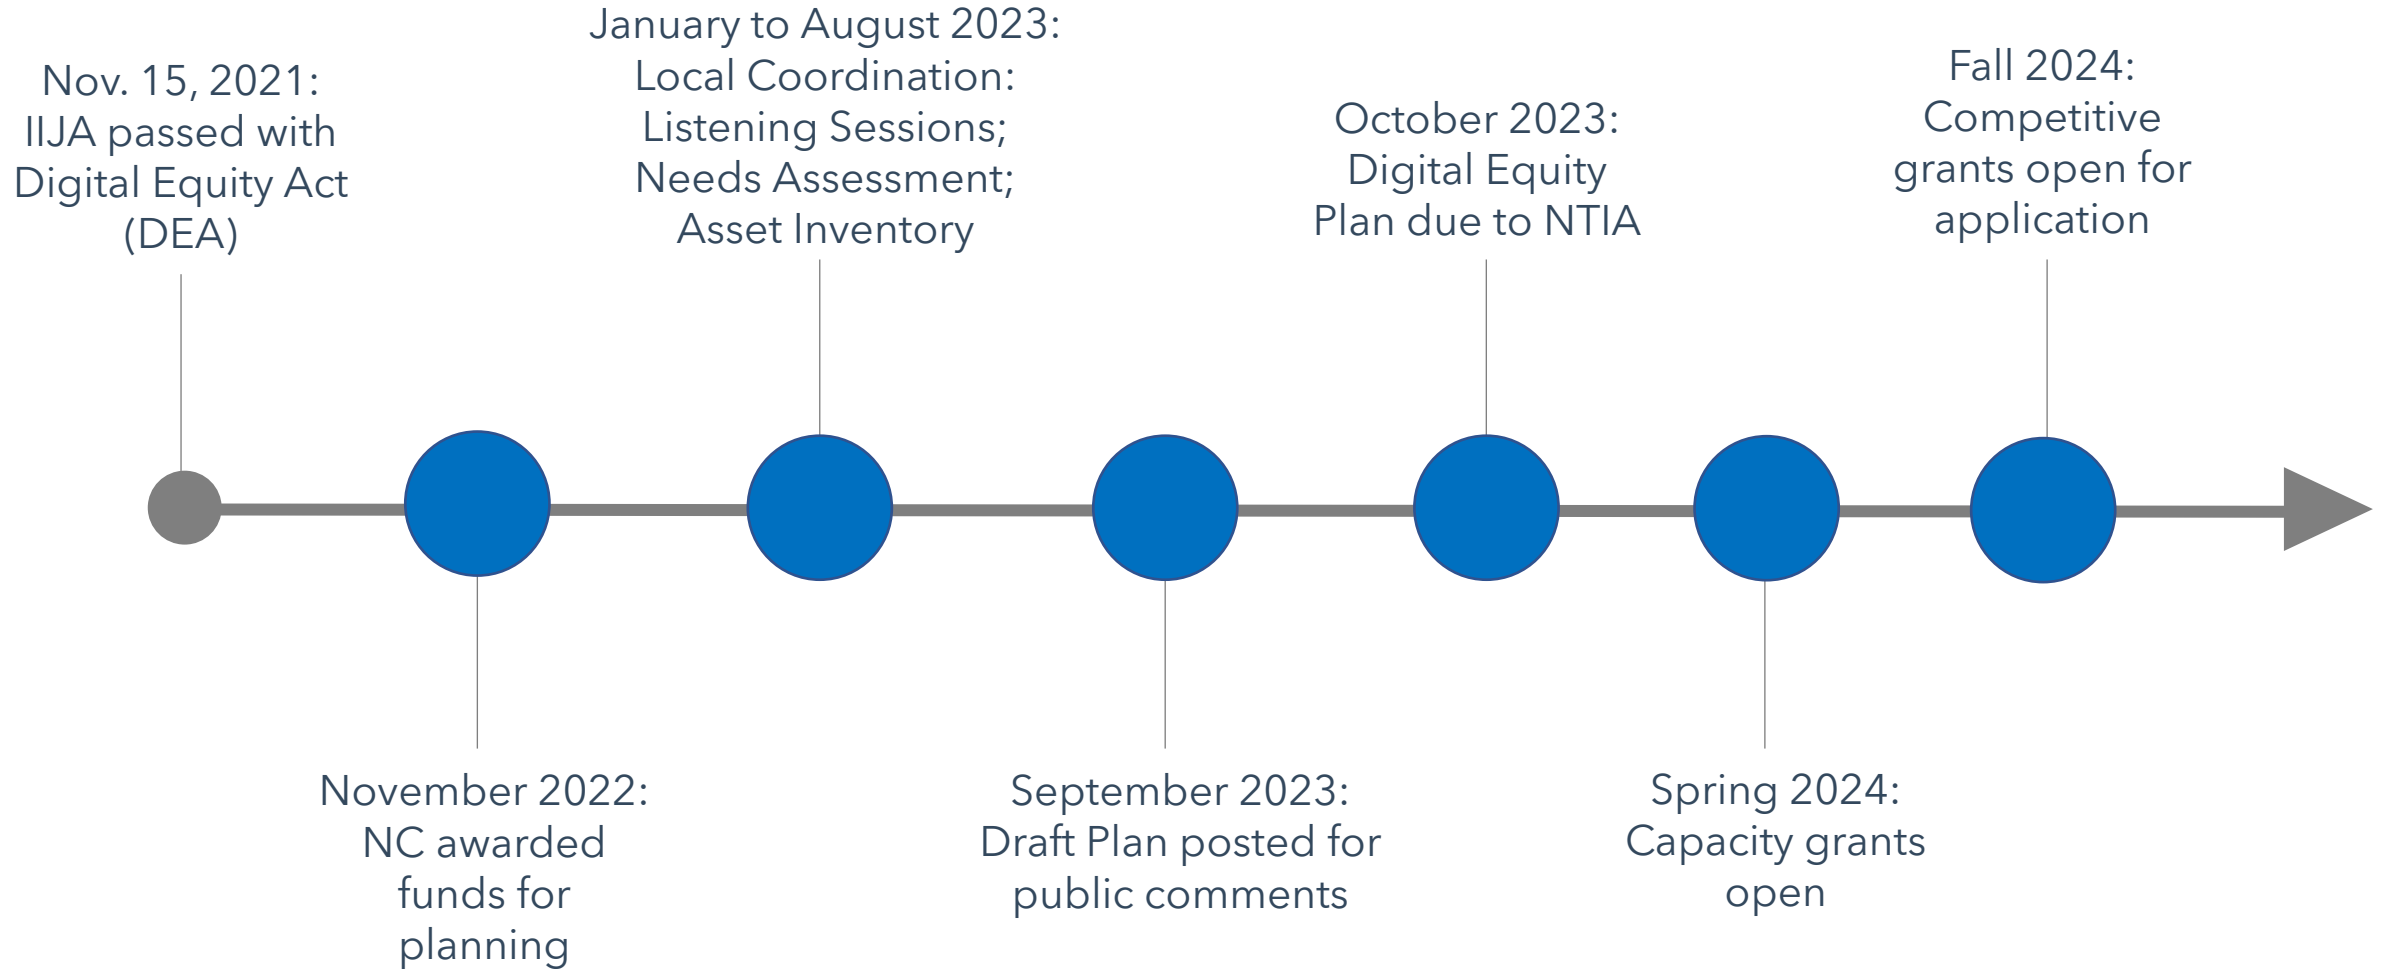 Nov. 15, 2021:
IIJA passed with
Digital Equity Act
(DEA)
November 2022:
NC awarded
funds for
planning
January to August 2023:
Local Coordination:
Listening Sessions;
Needs Assessment;
Asset Inventory
September 2023:
Draft Plan posted for
public comments
October 2023:
Digital Equity
Plan due to NTIA
Spring 2024:
Capacity grants
open
Fall 2024:
Competitive
grants open for
application